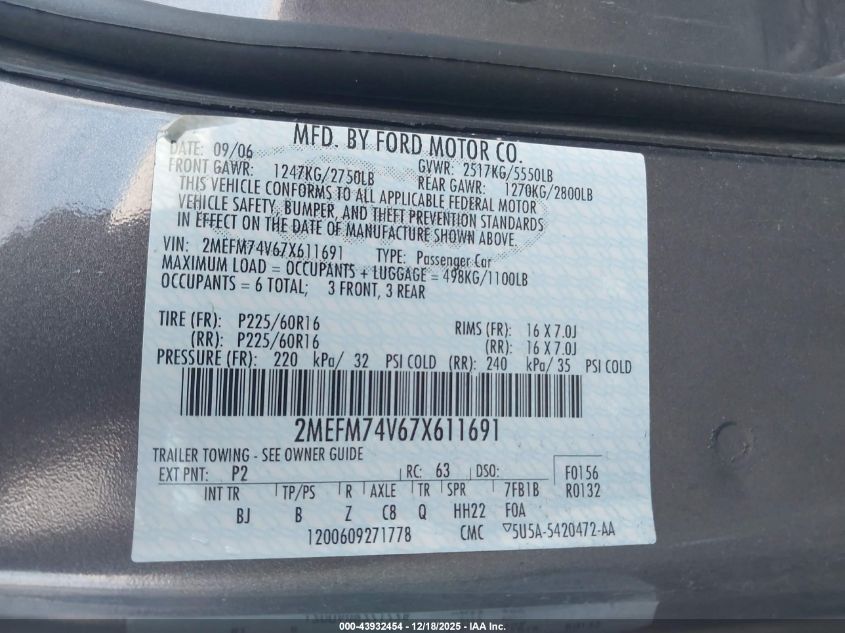 MFD. BY FORD MOTOR CO.
DATE: 09/06 GVWR: 2517KG/5550LB
FRONT GAWR: 1247KG/2750LB REAR GAWR: 1270KG/2800LB
THIS VEHICLE CONFORMS TO ALL APPLICABLE FEDERAL MOTOR
VEHICLE SAFETY, BUMPER, AND THEFT PREVENTION STANDARDS
IN EFFECT ON THE DATE OF MANUFACTURE SHOWN ABOVE.
VIN: 2MEFM74V67X611691 TYPE: Passenger Car
MAXIMUM LOAD = OCCUPANTS + LUGGAGE = 498KG/1100LB
OCCUPANTS = 6 TOTAL; 3 FRONT, 3 REAR
TIRE (FR): P225/60R16 RIMS (FR): 16 X 7.0J
(RR): P225/60R16 (RR): 16 X 7.0J
PRESSURE (FR): 220 kPa/ 32 PSI COLD (RR): 240 kPa/ 35 PSI COLD
2MEFM74V67X611691
TRAILER TOWING - SEE OWNER GUIDE
EXT PNT: P2 RC: 63 DSO: F0156
INT TR TP/PS R AXLE TR SPR 7FB1B R0132
BJ B Z C8 Q HH22 FOA
1200609271778 CMC ▽5U5A-5420472-AA
000-43932454 | 12/18/2025 | IAA Inc.